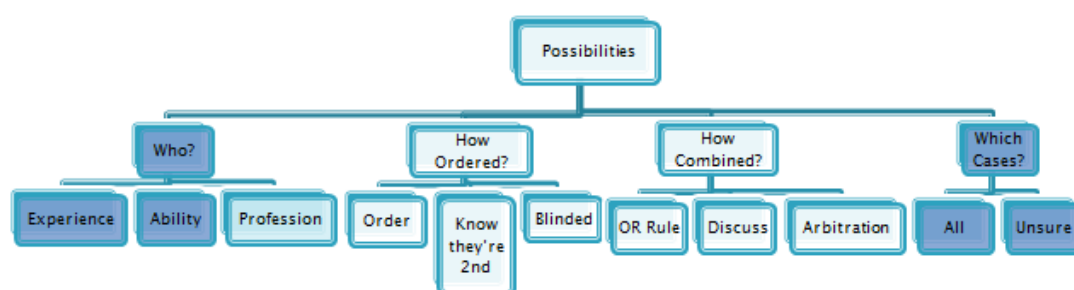 Possibilities
Who?
How
Ordered?
How
Combined?
Which
Cases?
Experience
Ability
Profession
Order
Know
they're
2nd
Blinded
OR Rule
Discuss
Arbitration
All
Unsure